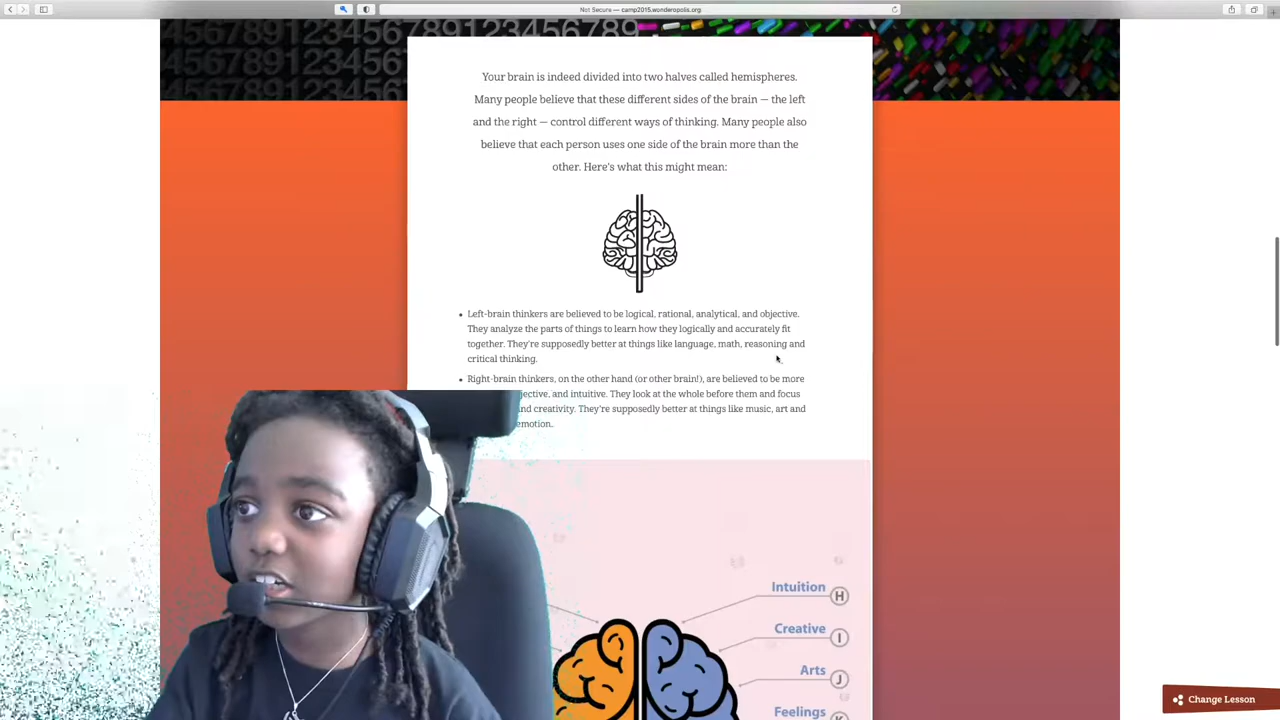 Not Secure — camp2015.wonderopolis.org
123456 123456789 123456789
Your brain is indeed divided into two halves called hemispheres.
Many people believe that these different sides of the brain — the left
and the right — control different ways of thinking. Many people also
believe that each person uses one side of the brain more than the
other. Here's what this might mean:
• Left-brain thinkers are believed to be logical, rational, analytical, and objective.
They analyze the parts of things to learn how they logically and accurately fit
together. They're supposedly better at things like language, math, reasoning and
critical thinking.
• Right-brain thinkers, on the other hand (or other brain!), are believed to be more
jective, and intuitive. They look at the whole before them and focus
nd creativity. They're supposedly better at things like music, art and
emotion.
Intuition H
Creative I
Arts J
Feelings
Change Lesson